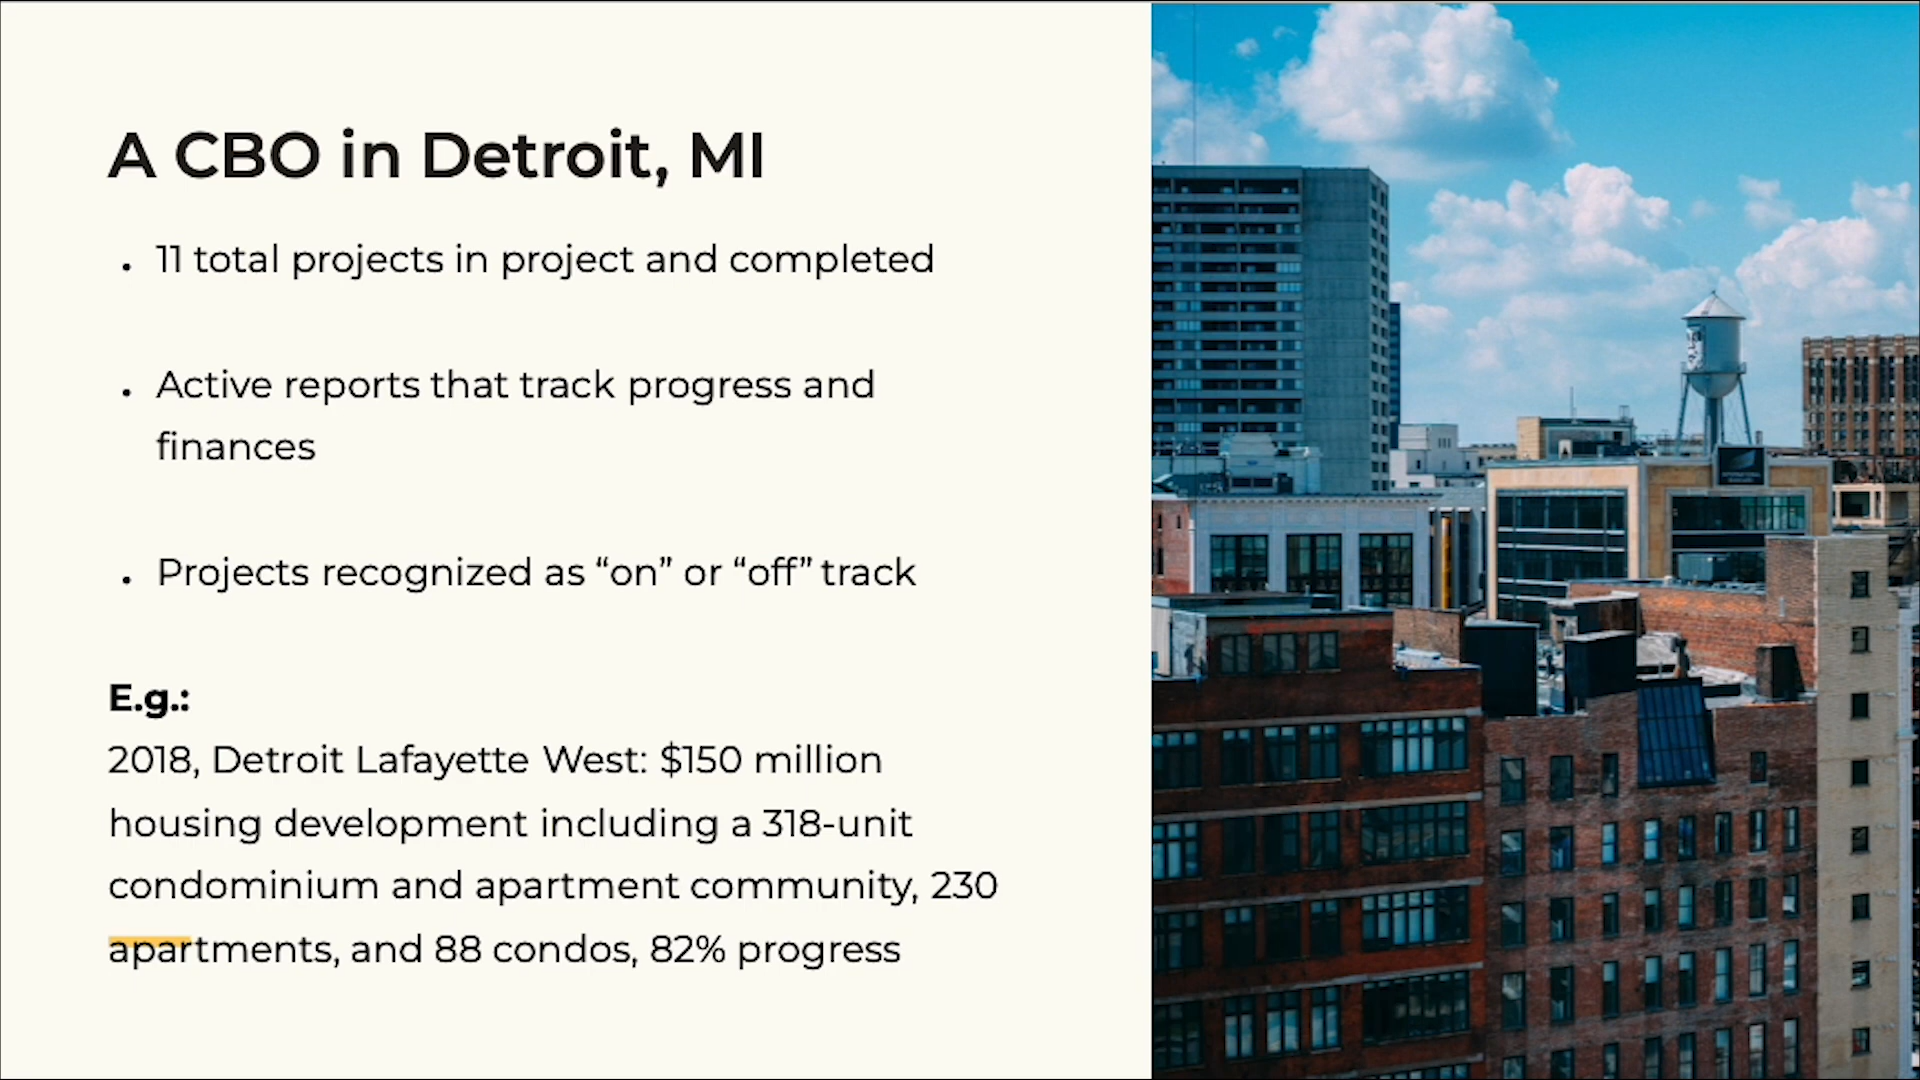 A CBO in Detroit, MI
• 11 total projects in project and completed
• Active reports that track progress and
finances
• Projects recognized as “on” or “off” track
E.g.:
2018, Detroit Lafayette West: $150 million
housing development including a 318-unit
condominium and apartment community, 230
apartments, and 88 condos, 82% progress